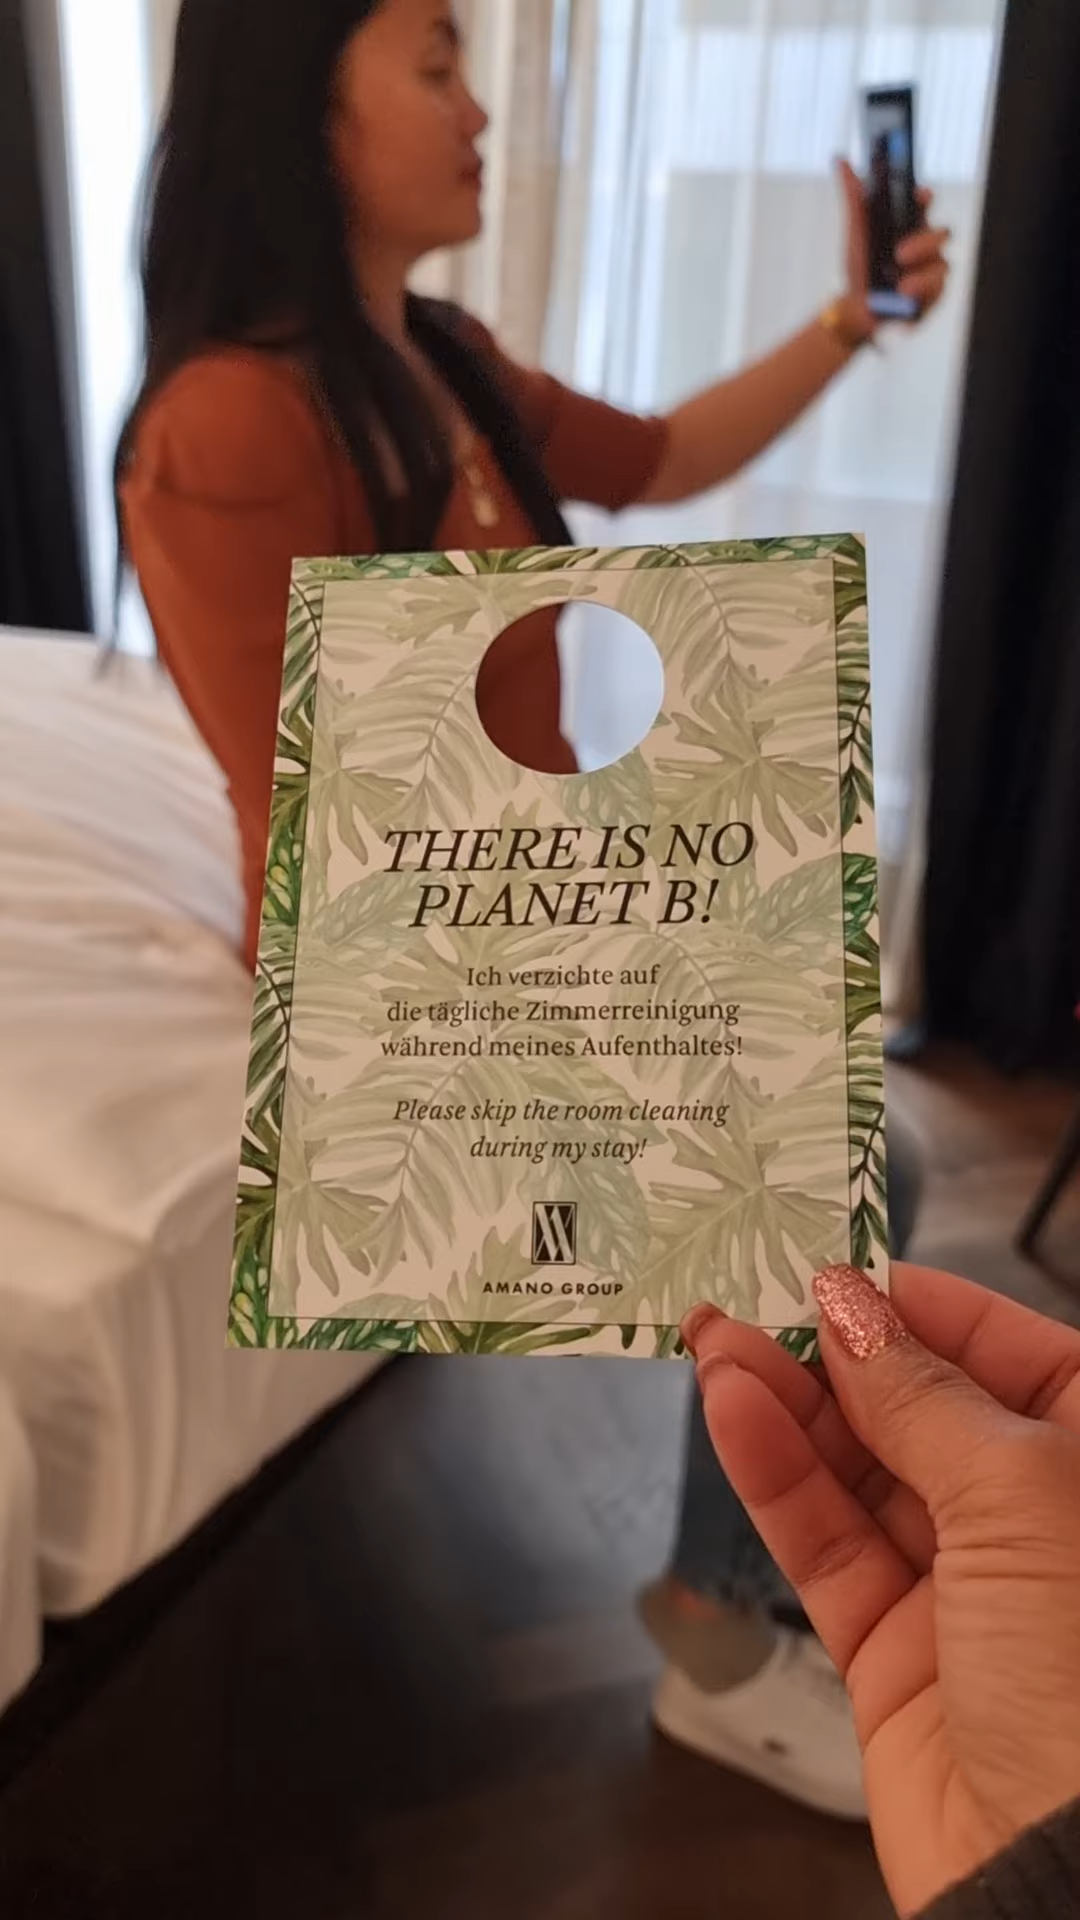 THERE IS NO
PLANET B!
Ich verzichte auf
die tägliche Zimmerreinigung
während meines Aufenthaltes!
Please skip the room cleaning
during my stay!
AMANO GROUP